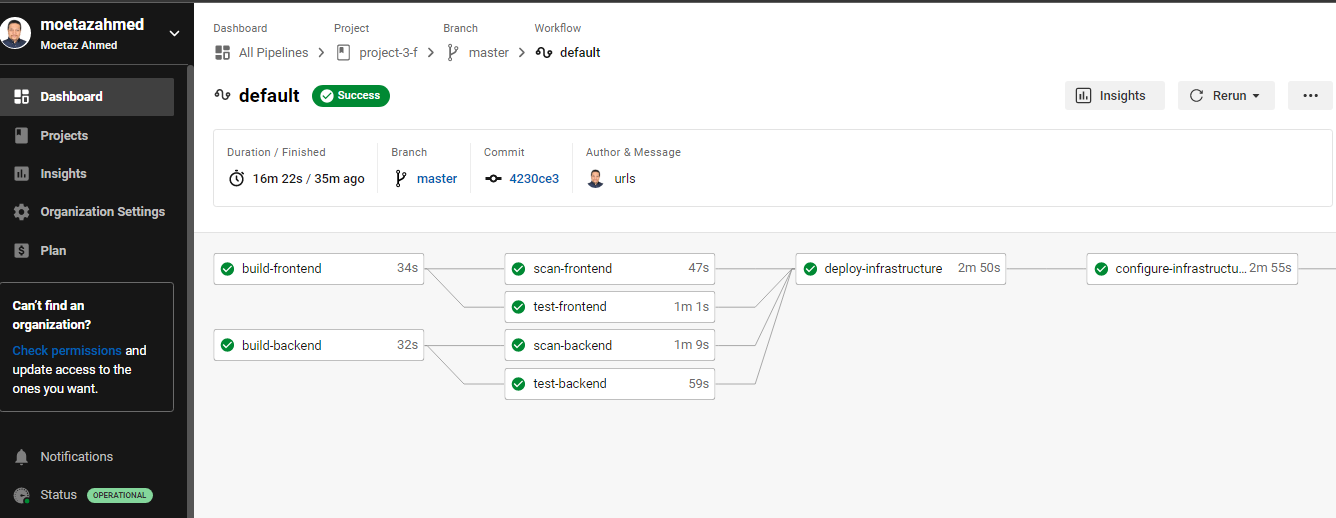 moetazahmed
Moetaz Ahmed
Dashboard
Projects
Insights
Organization Settings
Plan
Can't find an
organization?
Check permissions and
update access to the
ones you want.
Notifications
Status OPERATIONAL
Dashboard Project Branch Workflow
All Pipelines project-3-f master default
default Success Insights Rerun
Duration / Finished Branch Commit Author & Message
16m 22s / 35m ago master 4230ce3 urls
build-frontend 34s scan-frontend 47s deploy-infrastructure 2m 50s configure-infrastructu... 2m 55s
test-frontend 1m 1s
build-backend 32s scan-backend 1m 9s
test-backend 59s